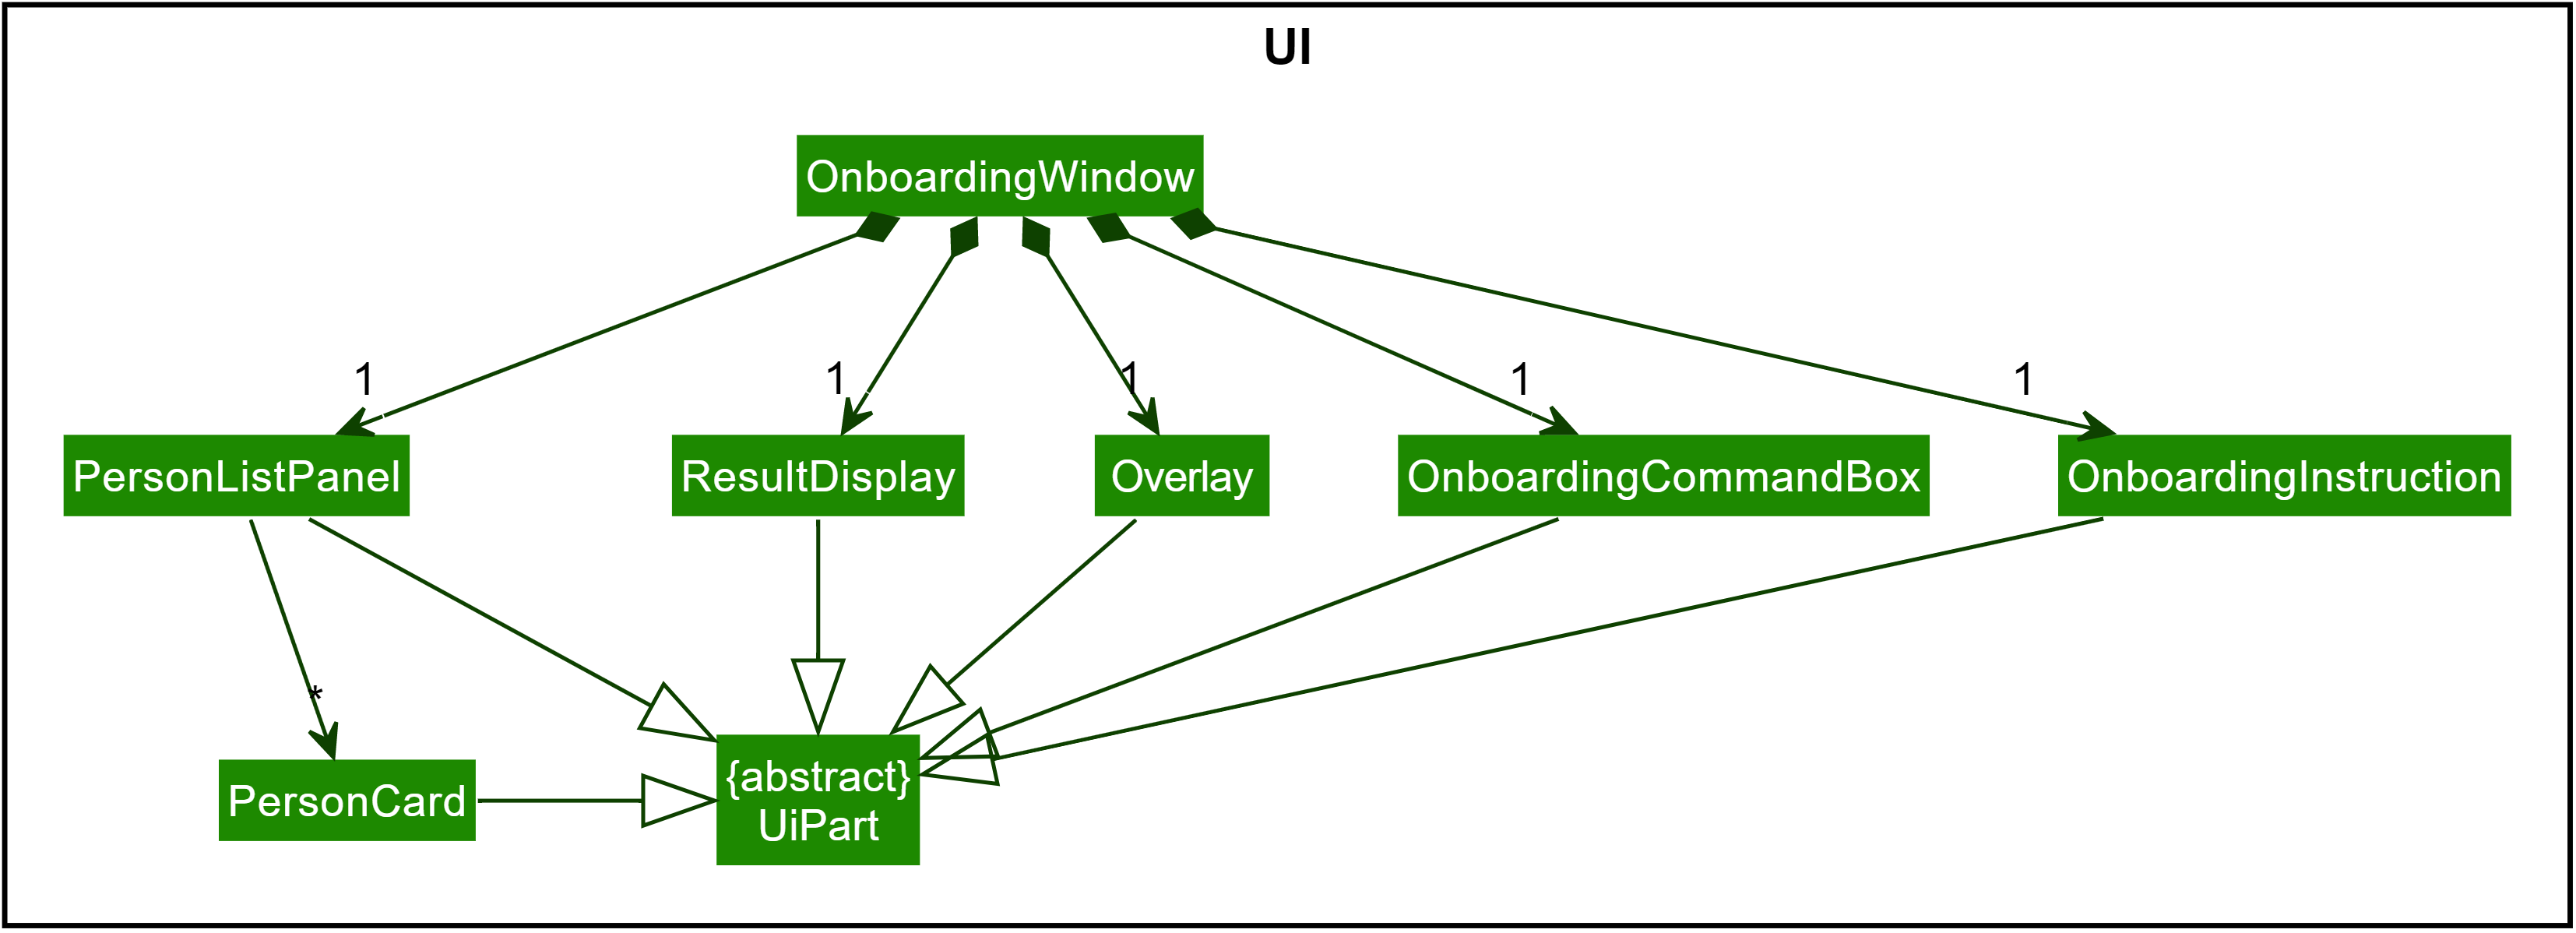 UI
OnboardingWindow
1
1
1
1
1
PersonListPanel
ResultDisplay
Overlay
OnboardingCommandBox
OnboardingInstruction
*
{abstract}
UiPart
PersonCard